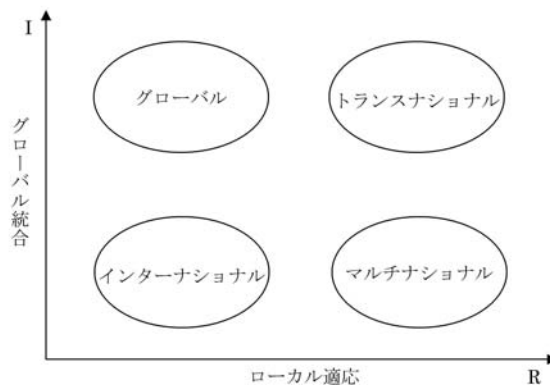 I
グローバル
トランスナショナル
グローバル統合
インターナショナル
マルチナショナル
ローカル適応
R